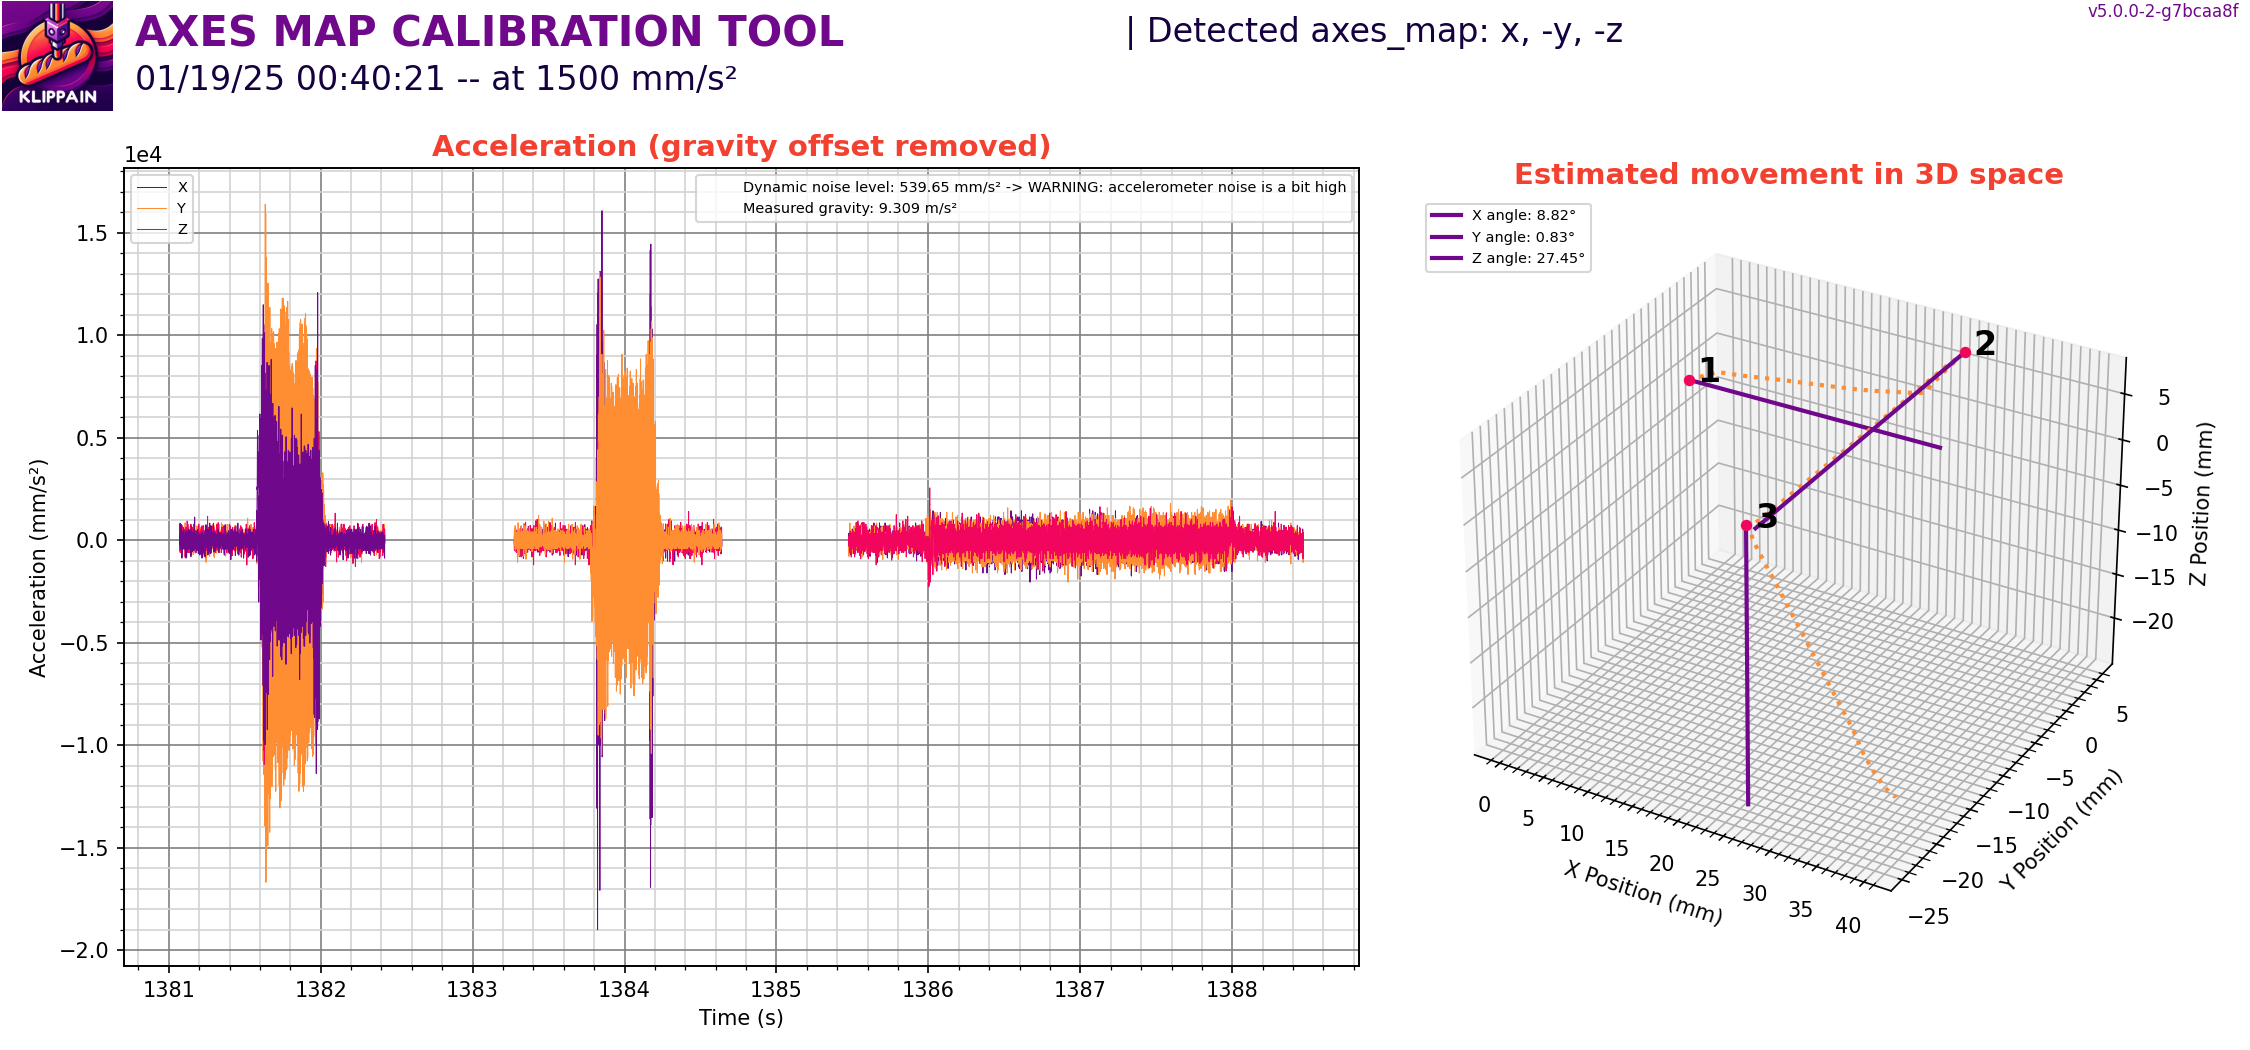 KLIPPAIN
AXES MAP CALIBRATION TOOL
01/19/25 00:40:21 -- at 1500 mm/s²
| Detected axes_map: x, -y, -z
v5.0.0-2-g7bcaa8f
Acceleration (gravity offset removed)
1e4
X
Y
Z
Dynamic noise level: 539.65 mm/s² -> WARNING: accelerometer noise is a bit high
Measured gravity: 9.309 m/s²
Acceleration (mm/s²)
1.5
1.0
0.5
0.0
−0.5
−1.0
−1.5
−2.0
1381 1382 1383 1384 1385 1386 1387 1388
Time (s)
Estimated movement in 3D space
X angle: 8.82°
Y angle: 0.83°
Z angle: 27.45°
1
2
3
5
0
−5
−10
−15
−20
Z Position (mm)
0 5 10 15 20 25 30 35 40
X Position (mm)
5
0
−5
−10
−15
−20
−25
Y Position (mm)